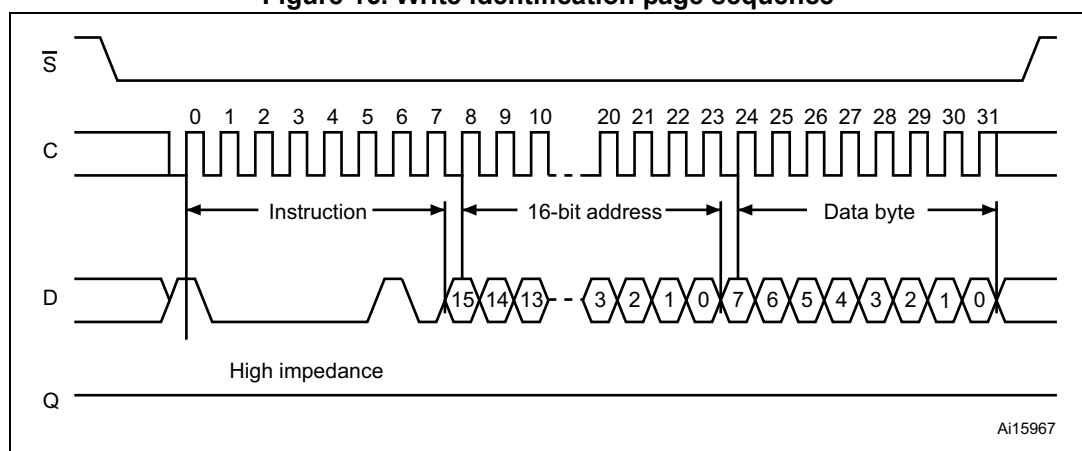 Figure 16. Write identification page sequence
S̅
0 1 2 3 4 5 6 7 8 9 10 20 21 22 23 24 25 26 27 28 29 30 31
C
Instruction 16-bit address Data byte
D 15 14 13 3 2 1 0 7 6 5 4 3 2 1 0
High impedance
Q
Ai15967